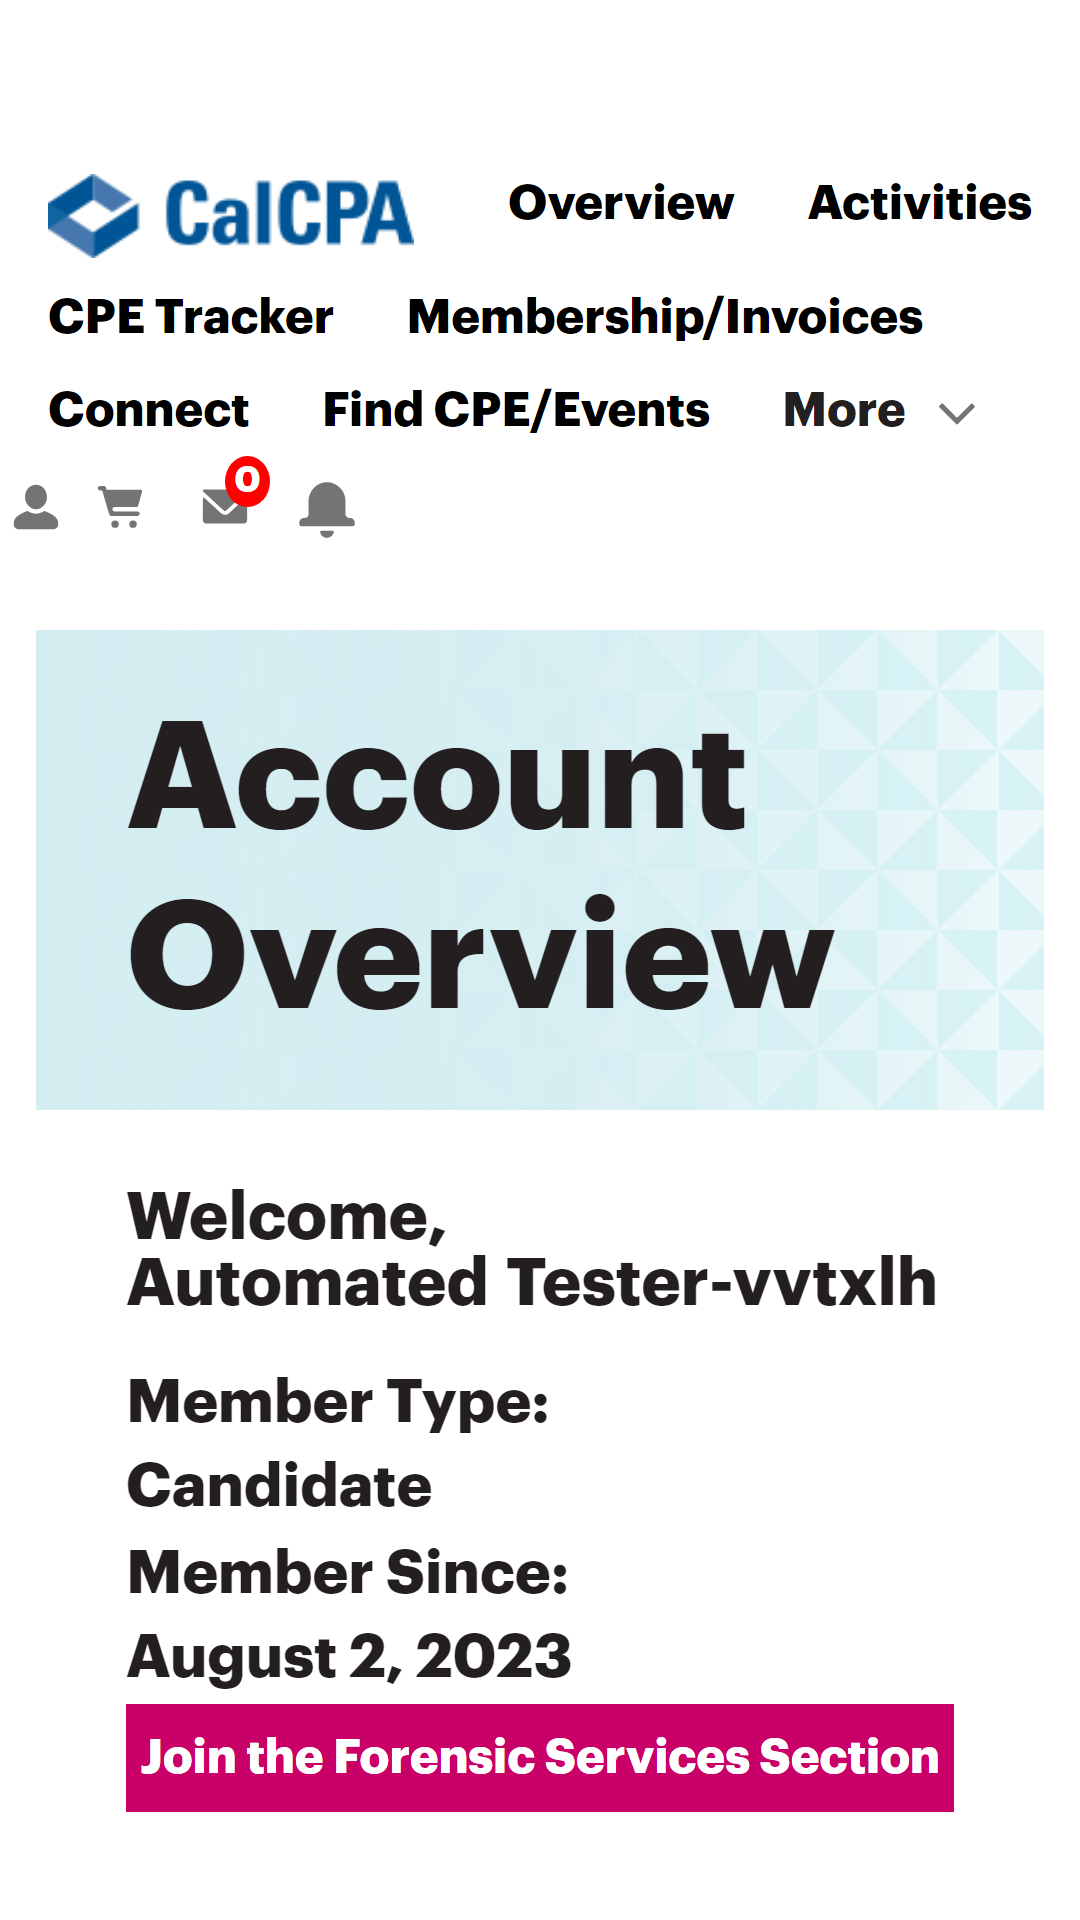 CalCPA Overview Activities
CPE Tracker Membership/Invoices
Connect Find CPE/Events More
0
Account
Overview
Welcome,
Automated Tester-vvtxlh
Member Type:
Candidate
Member Since:
August 2, 2023
Join the Forensic Services Section